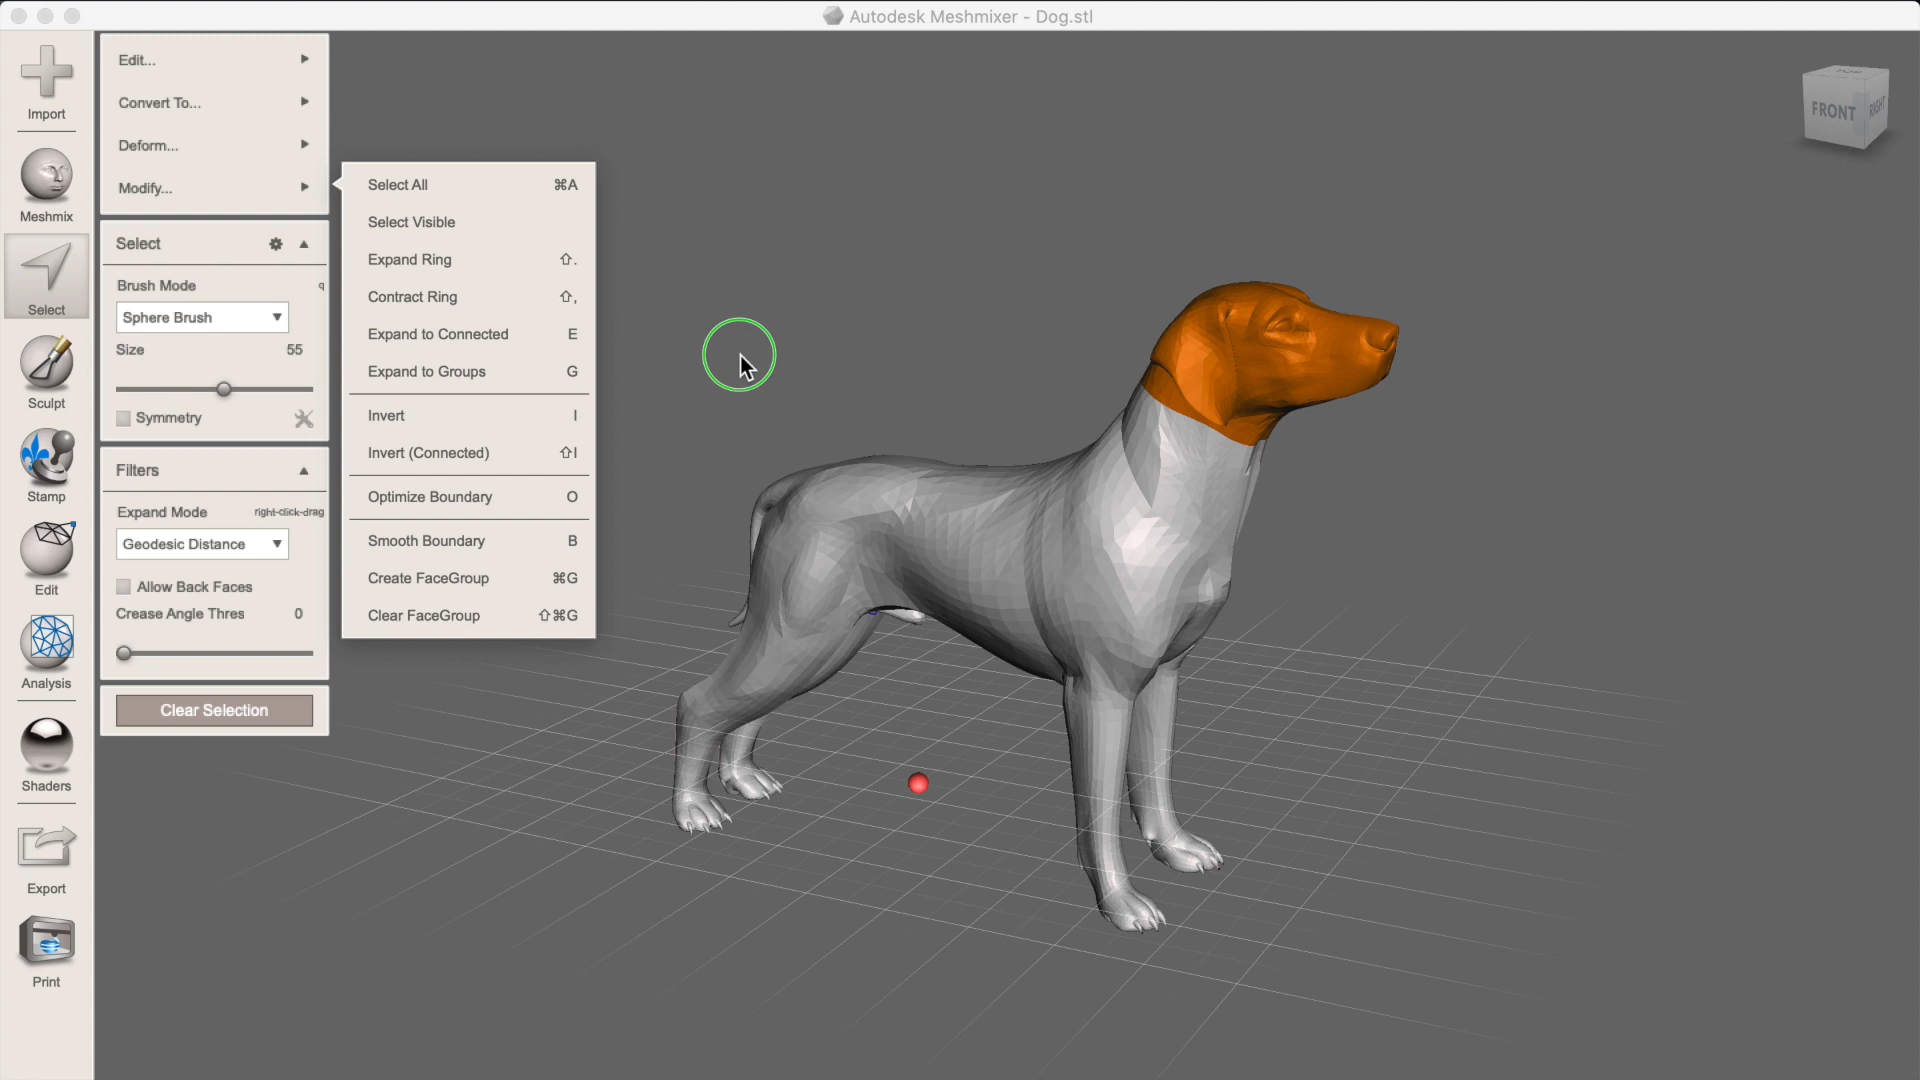 Autodesk Meshmixer - Dog.stl
Import
Meshmix
Select
Sculpt
Stamp
Edit
Analysis
Shaders
Export
Print
Edit...
Convert To...
Deform...
Modify...
Select
Brush Mode q
Sphere Brush
Size 55
Symmetry
Filters
Expand Mode right-click-drag
Geodesic Distance
Allow Back Faces
Crease Angle Thres 0
Clear Selection
Select All ⌘A
Select Visible
Expand Ring ⇧.
Contract Ring ⇧,
Expand to Connected E
Expand to Groups G
Invert I
Invert (Connected) ⇧I
Optimize Boundary O
Smooth Boundary B
Create FaceGroup ⌘G
Clear FaceGroup ⇧⌘G
TOP
FRONT RIGHT